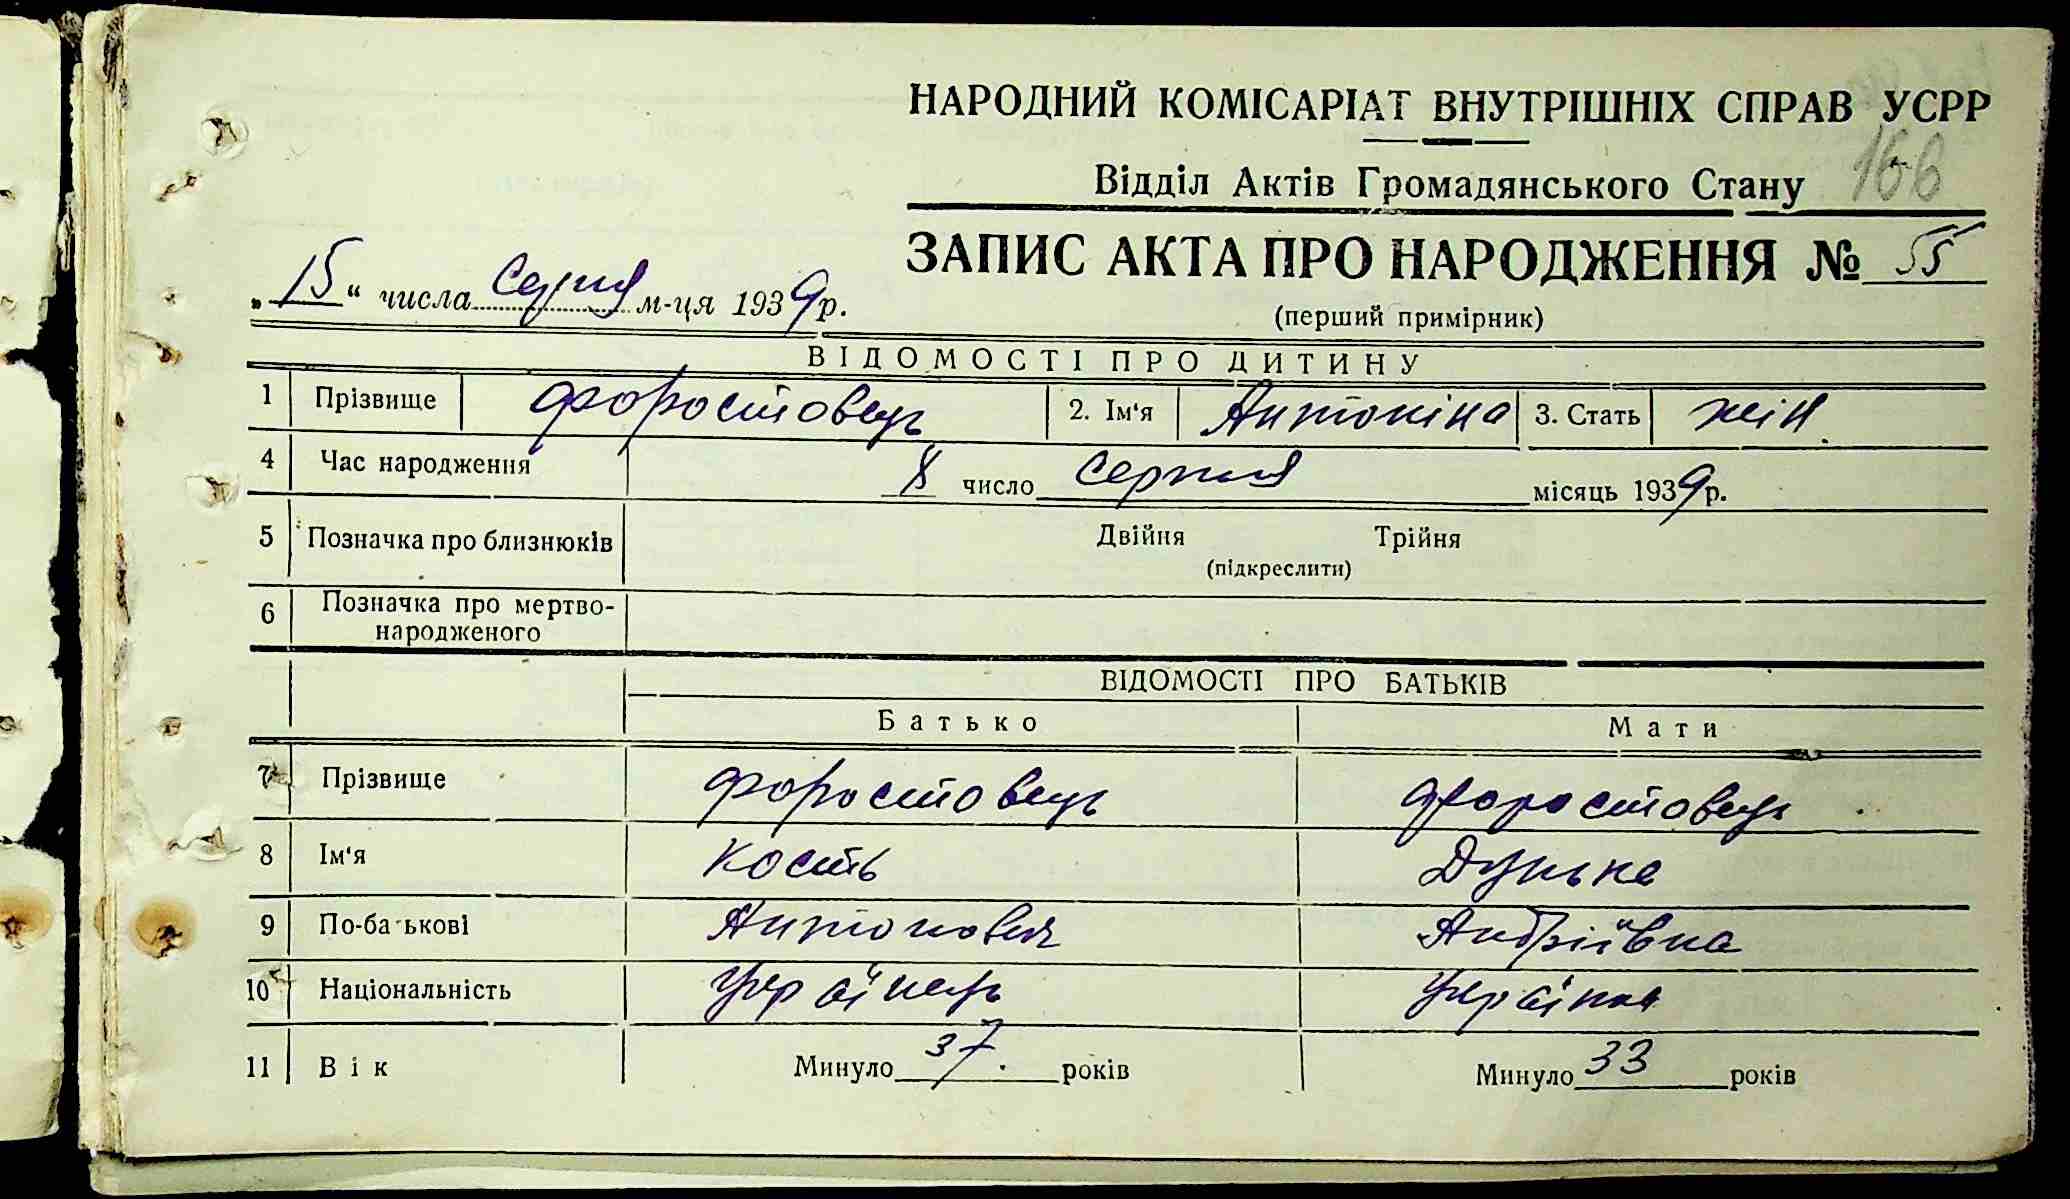 НАРОДНИЙ КОМІСАРІАТ ВНУТРІШНІХ СПРАВ УСРР
Відділ Актів Громадянського Стану 166
ЗАПИС АКТА ПРО НАРОДЖЕННЯ № 55
„15“ числа серпня м-ця 1939 р.
(перший примірник)
ВІДОМОСТІ ПРО ДИТИНУ
1 Прізвище Форостовець 2. Ім'я Антоніна 3. Стать жін.
4 Час народження 8 число серпня місяць 1939 р.
5 Позначка про близнюків Двійня Трійня
(підкреслити)
6 Позначка про мертво-
народженого
ВІДОМОСТІ ПРО БАТЬКІВ
Батько Мати
7 Прізвище Форостовець Форостовець
8 Ім'я Кость Дунька
9 По-батькові Антонович Андріївна
10 Національність Українець Українка
11 Вік Минуло 37 років Минуло 33 років